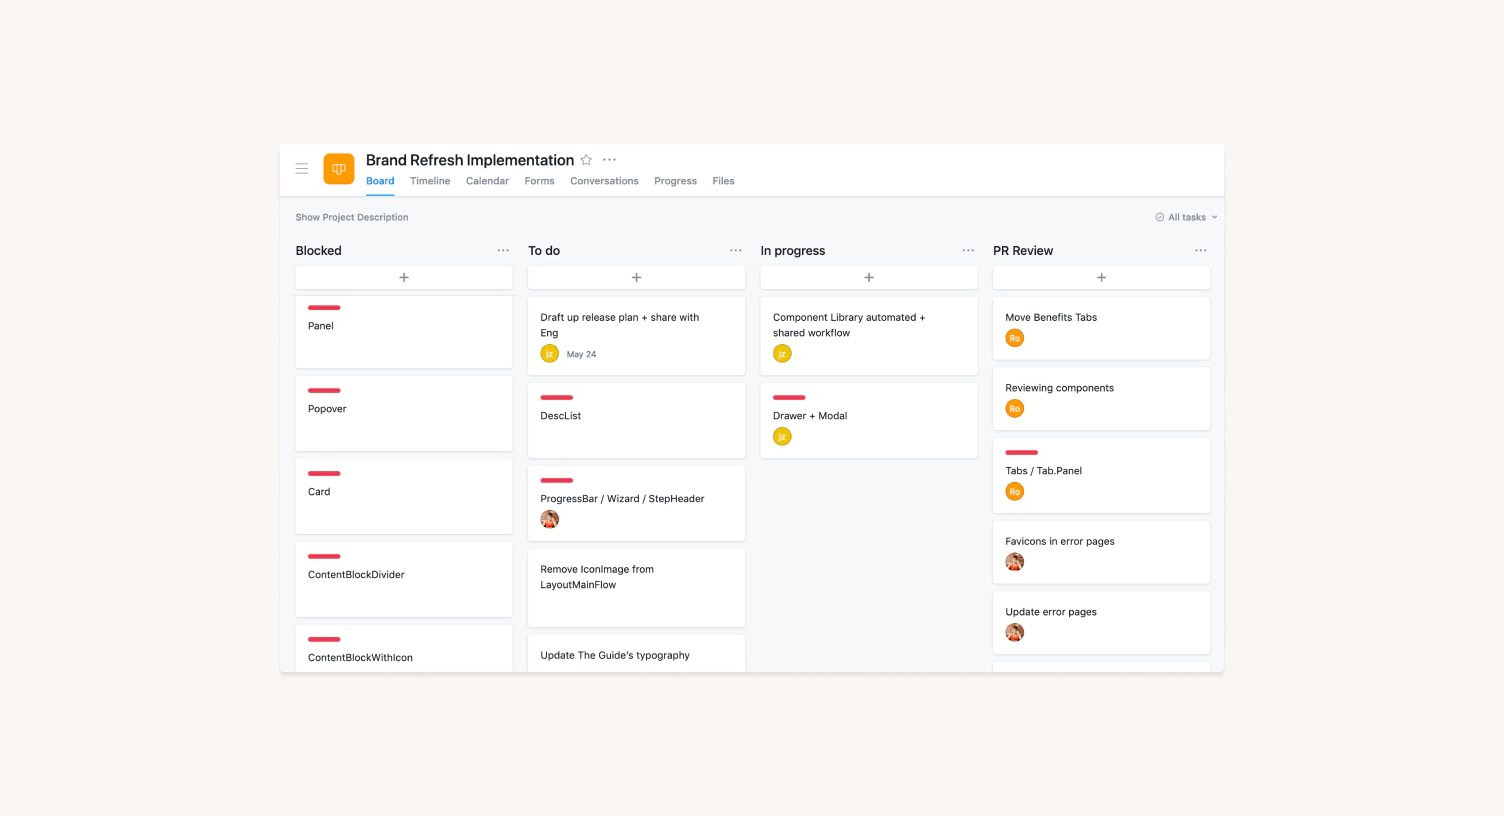 Brand Refresh Implementation
Board Timeline Calendar Forms Conversations Progress Files
Show Project Description
All tasks
Blocked
Panel
Popover
Card
ContentBlockDivider
ContentBlockWithIcon
To do
Draft up release plan + share with
Eng
jz May 24
DescList
ProgressBar / Wizard / StepHeader
Remove IconImage from
LayoutMainFlow
Update The Guide's typography
In progress
Component Library automated +
shared workflow
jz
Drawer + Modal
jz
PR Review
Move Benefits Tabs
Ro
Reviewing components
Ro
Tabs / Tab.Panel
Ro
Favicons in error pages
Update error pages